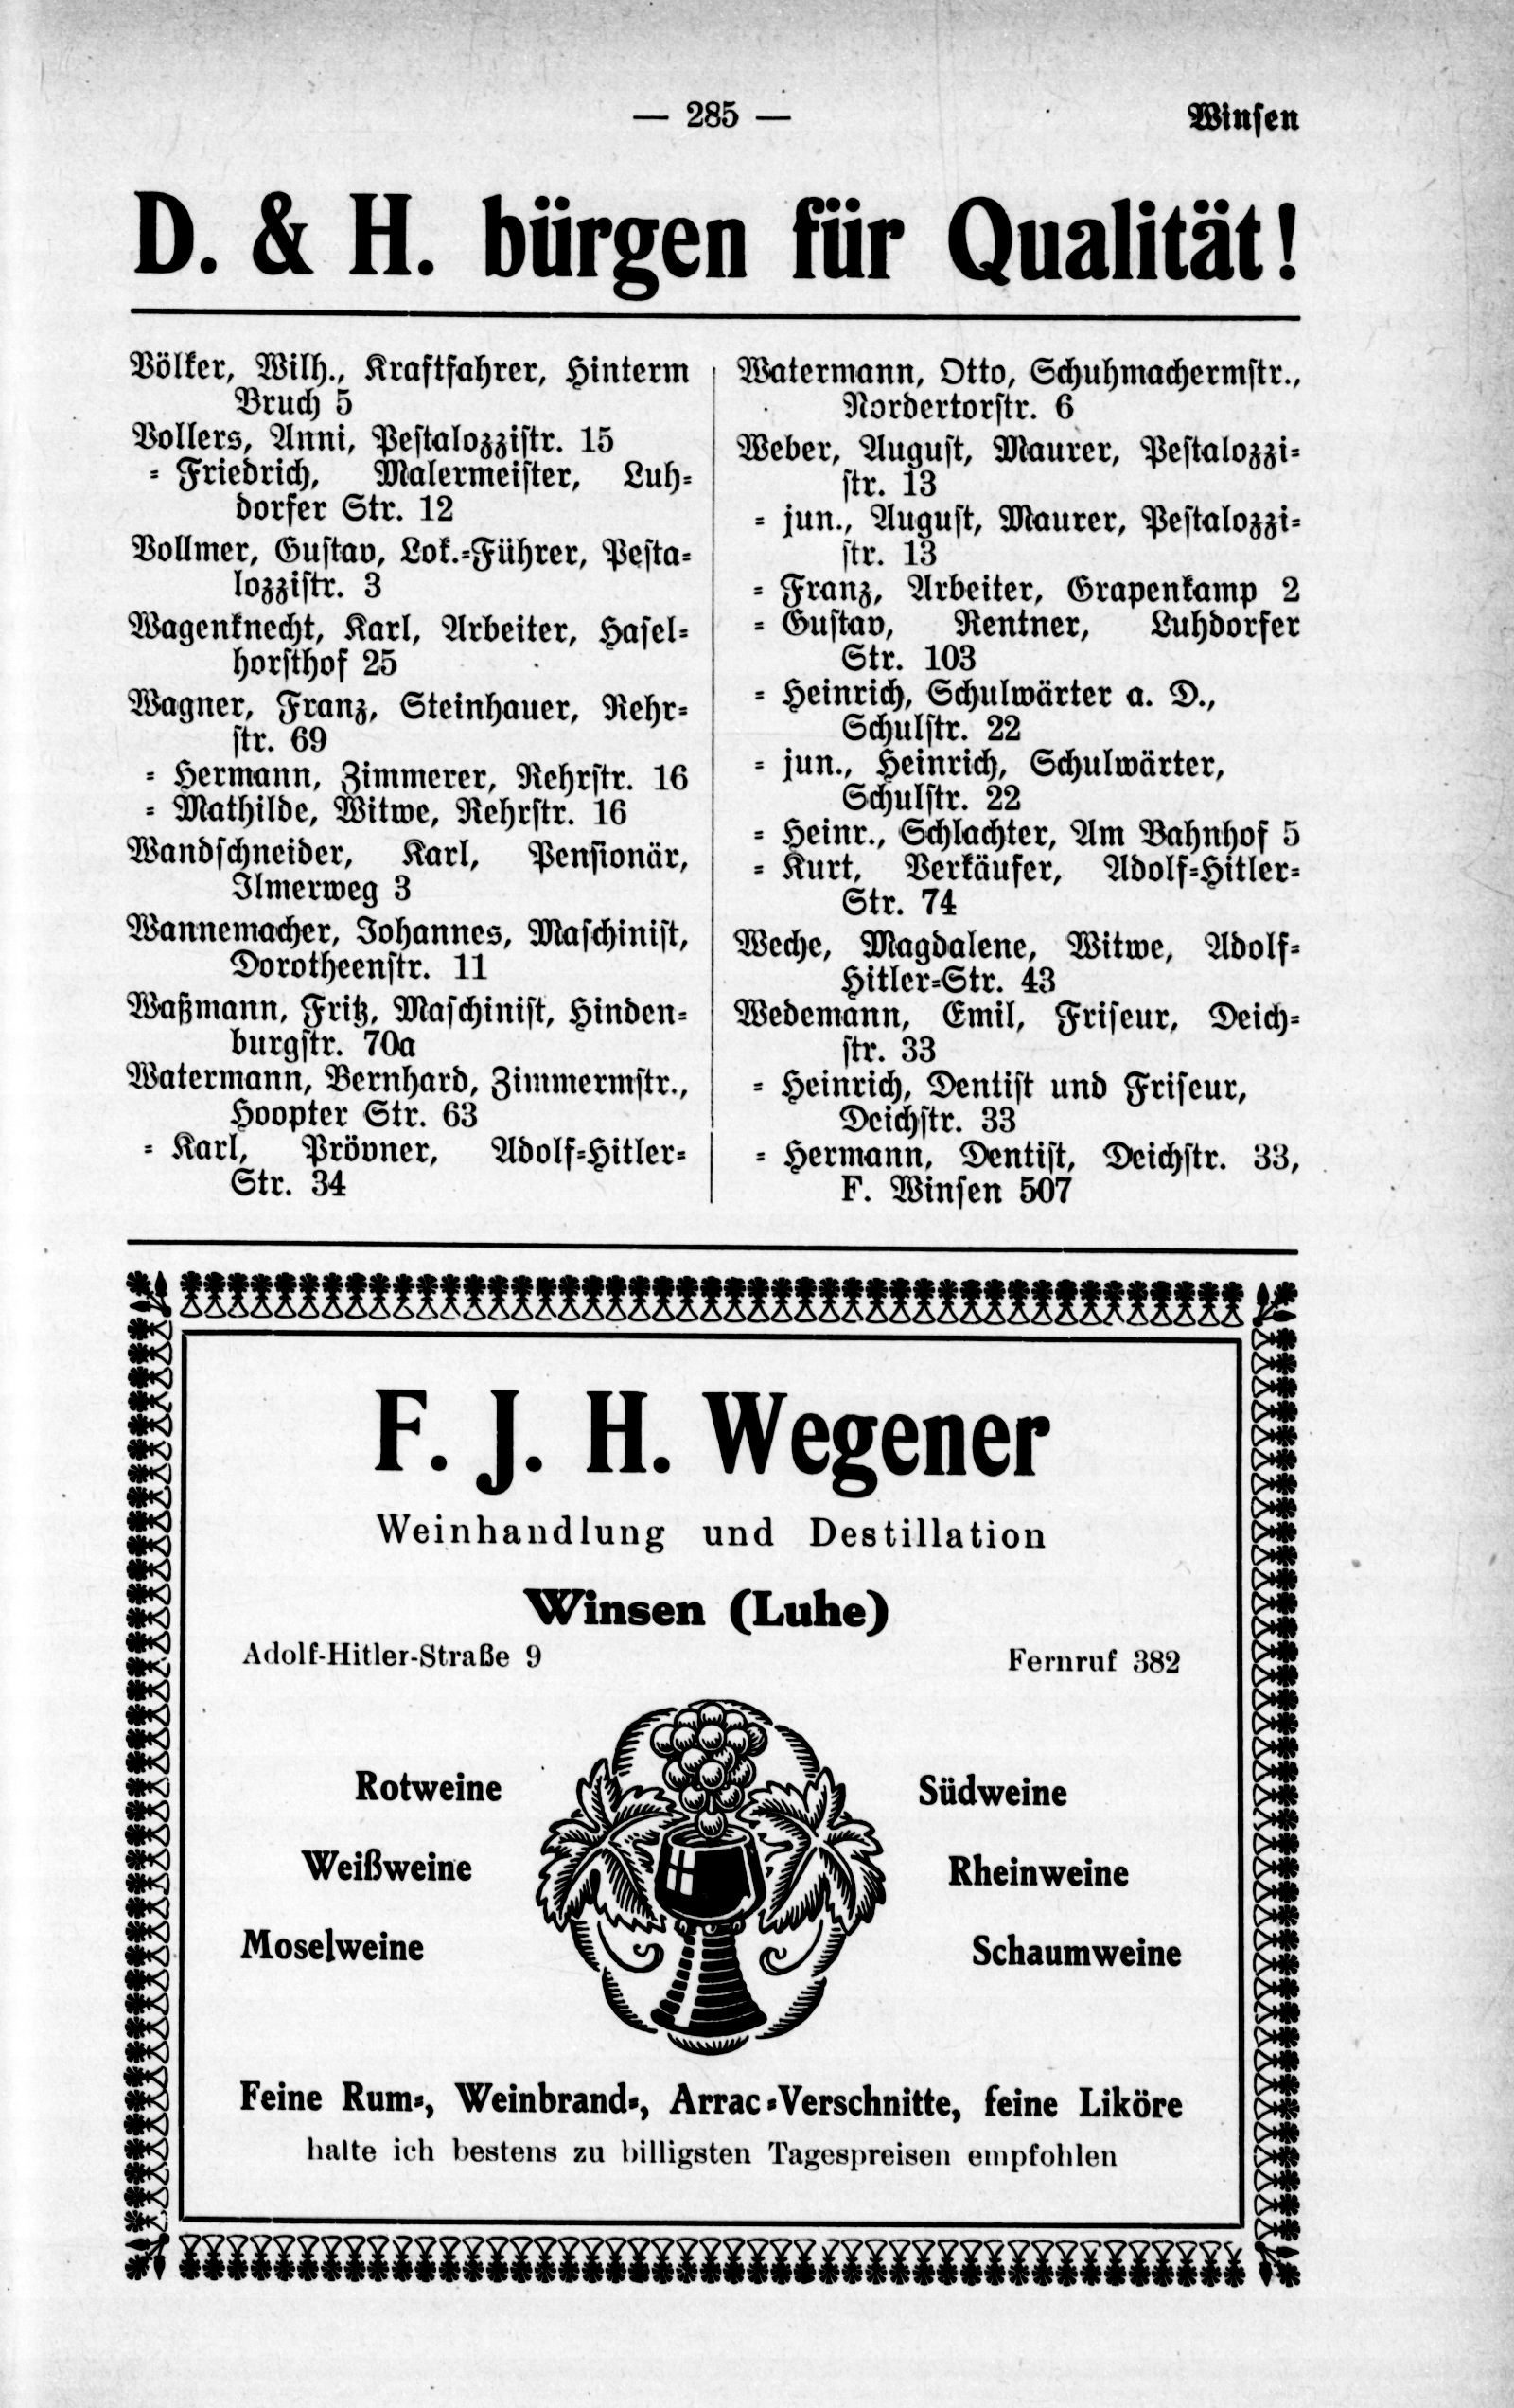 — 285 —
Winsen
D. & H. bürgen für Qualität!
Völker, Wilh., Kraftfahrer, Hinterm
Bruch 5
Vollers, Anni, Pestalozzistr. 15
- Friedrich, Malermeister, Luh-
dorfer Str. 12
Vollmer, Gustav, Lok.-Führer, Pesta-
lozzistr. 3
Wagenknecht, Karl, Arbeiter, Hasel-
horsthof 25
Wagner, Franz, Steinhauer, Rehr-
str. 69
- Hermann, Zimmerer, Rehrstr. 16
- Mathilde, Witwe, Rehrstr. 16
Wandschneider, Karl, Pensionär,
Ilmerweg 3
Wannemacher, Johannes, Maschinist,
Dorotheenstr. 11
Waßmann, Fritz, Maschinist, Hinden-
burgstr. 70a
Watermann, Bernhard, Zimmermstr.,
Hoopter Str. 63
- Karl, Prövner, Adolf-Hitler-
Str. 34
Watermann, Otto, Schuhmachermstr.,
Nordertorstr. 6
Weber, August, Maurer, Pestalozzi-
str. 13
- jun., August, Maurer, Pestalozzi-
str. 13
- Franz, Arbeiter, Grapenkamp 2
- Gustav, Rentner, Luhdorfer
Str. 103
- Heinrich, Schulwärter a. D.,
Schulstr. 22
- jun., Heinrich, Schulwärter,
Schulstr. 22
- Heinr., Schlachter, Am Bahnhof 5
- Kurt, Verkäufer, Adolf-Hitler-
Str. 74
Weche, Magdalene, Witwe, Adolf-
Hitler-Str. 43
Wedemann, Emil, Friseur, Deich-
str. 33
- Heinrich, Dentist und Friseur,
Deichstr. 33
- Hermann, Dentist, Deichstr. 33,
F. Winsen 507
F. J. H. Wegener
Weinhandlung und Destillation
Winsen (Luhe)
Adolf-Hitler-Straße 9
Fernruf 382
Rotweine
Südweine
Weißweine
Rheinweine
Moselweine
Schaumweine
Feine Rum-, Weinbrand-, Arrac-Verschnitte, feine Liköre
halte ich bestens zu billigsten Tagespreisen empfohlen